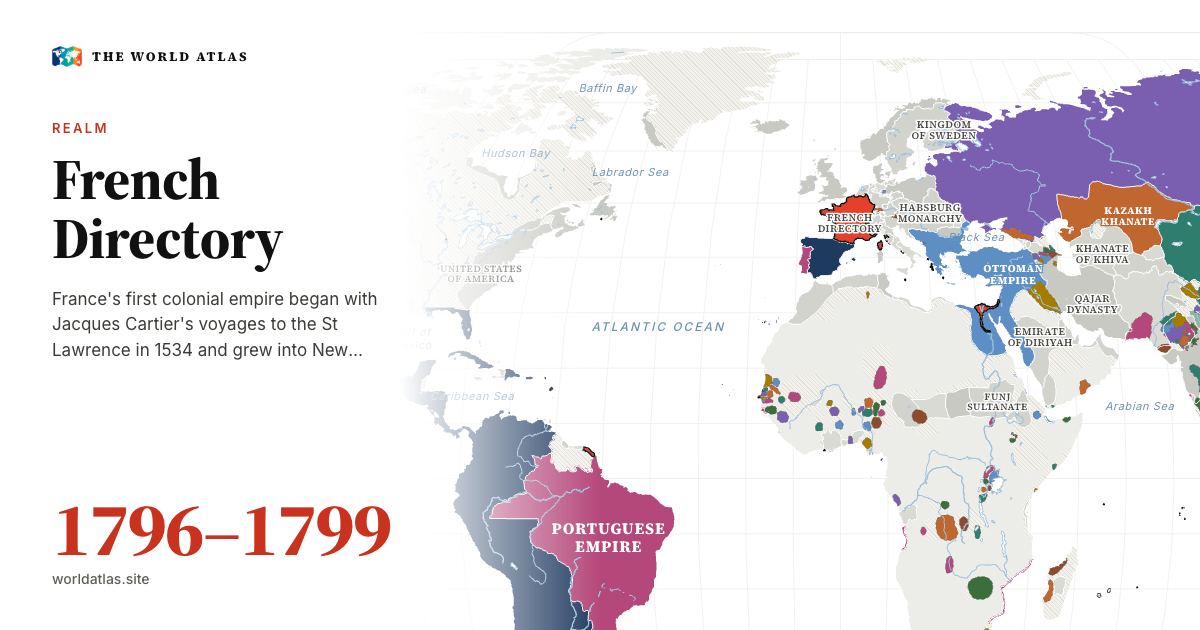 THE WORLD ATLAS
REALM
French
Directory
France's first colonial empire began with
Jacques Cartier's voyages to the St
Lawrence in 1534 and grew into New...
1796–1799
worldatlas.site
Baffin Bay
Hudson Bay
Labrador Sea
UNITED STATES
OF AMERICA
ATLANTIC OCEAN
Caribbean Sea
PORTUGUESE
EMPIRE
KINGDOM
OF SWEDEN
FRENCH
DIRECTORY
HABSBURG
MONARCHY
Black Sea
OTTOMAN
EMPIRE
KAZAKH
KHANATE
KHANATE
OF KHIVA
QAJAR
DYNASTY
EMIRATE
OF DIRIYAH
FUNJ
SULTANATE
Arabian Sea